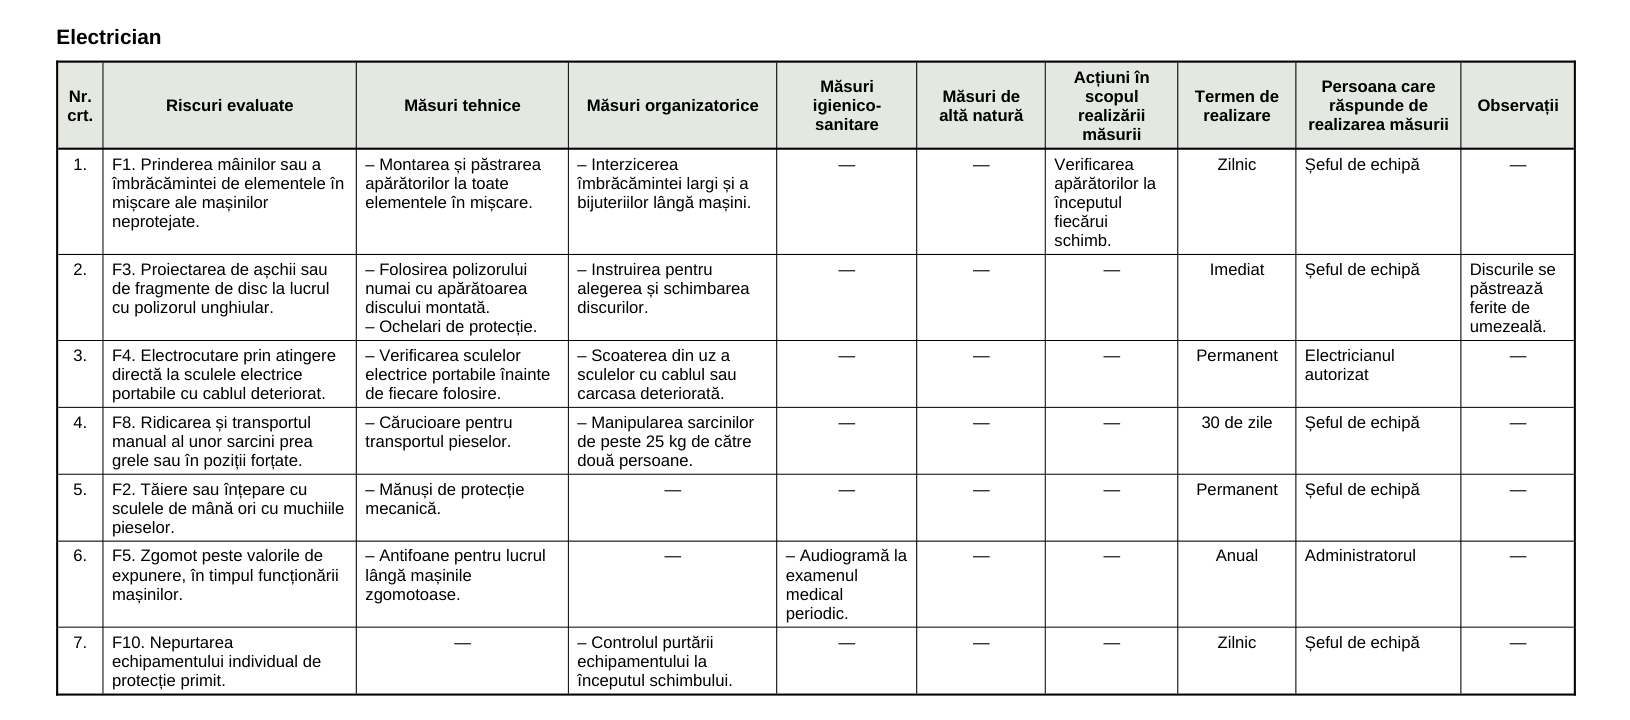 Electrician
Nr.
crt.
Riscuri evaluate
Măsuri tehnice
Măsuri organizatorice
Măsuri
igienico-
sanitare
Măsuri de
altă natură
Acțiuni în
scopul
realizării
măsurii
Termen de
realizare
Persoana care
răspunde de
realizarea măsurii
Observații
1.
F1. Prinderea mâinilor sau a
îmbrăcămintei de elementele în
mișcare ale mașinilor
neprotejate.
– Montarea și păstrarea
apărătorilor la toate
elementele în mișcare.
– Interzicerea
îmbrăcămintei largi și a
bijuteriilor lângă mașini.
—
—
Verificarea
apărătorilor la
începutul
fiecărui
schimb.
Zilnic
Șeful de echipă
—
2.
F3. Proiectarea de așchii sau
de fragmente de disc la lucrul
cu polizorul unghiular.
– Folosirea polizorului
numai cu apărătoarea
discului montată.
– Ochelari de protecție.
– Instruirea pentru
alegerea și schimbarea
discurilor.
—
—
—
Imediat
Șeful de echipă
Discurile se
păstrează
ferite de
umezeală.
3.
F4. Electrocutare prin atingere
directă la sculele electrice
portabile cu cablul deteriorat.
– Verificarea sculelor
electrice portabile înainte
de fiecare folosire.
– Scoaterea din uz a
sculelor cu cablul sau
carcasa deteriorată.
—
—
—
Permanent
Electricianul
autorizat
—
4.
F8. Ridicarea și transportul
manual al unor sarcini prea
grele sau în poziții forțate.
– Cărucioare pentru
transportul pieselor.
– Manipularea sarcinilor
de peste 25 kg de către
două persoane.
—
—
—
30 de zile
Șeful de echipă
—
5.
F2. Tăiere sau înțepare cu
sculele de mână ori cu muchiile
pieselor.
– Mănuși de protecție
mecanică.
—
—
—
—
Permanent
Șeful de echipă
—
6.
F5. Zgomot peste valorile de
expunere, în timpul funcționării
mașinilor.
– Antifoane pentru lucrul
lângă mașinile
zgomotoase.
—
– Audiogramă la
examenul
medical
periodic.
—
—
Anual
Administratorul
—
7.
F10. Nepurtarea
echipamentului individual de
protecție primit.
—
– Controlul purtării
echipamentului la
începutul schimbului.
—
—
—
Zilnic
Șeful de echipă
—